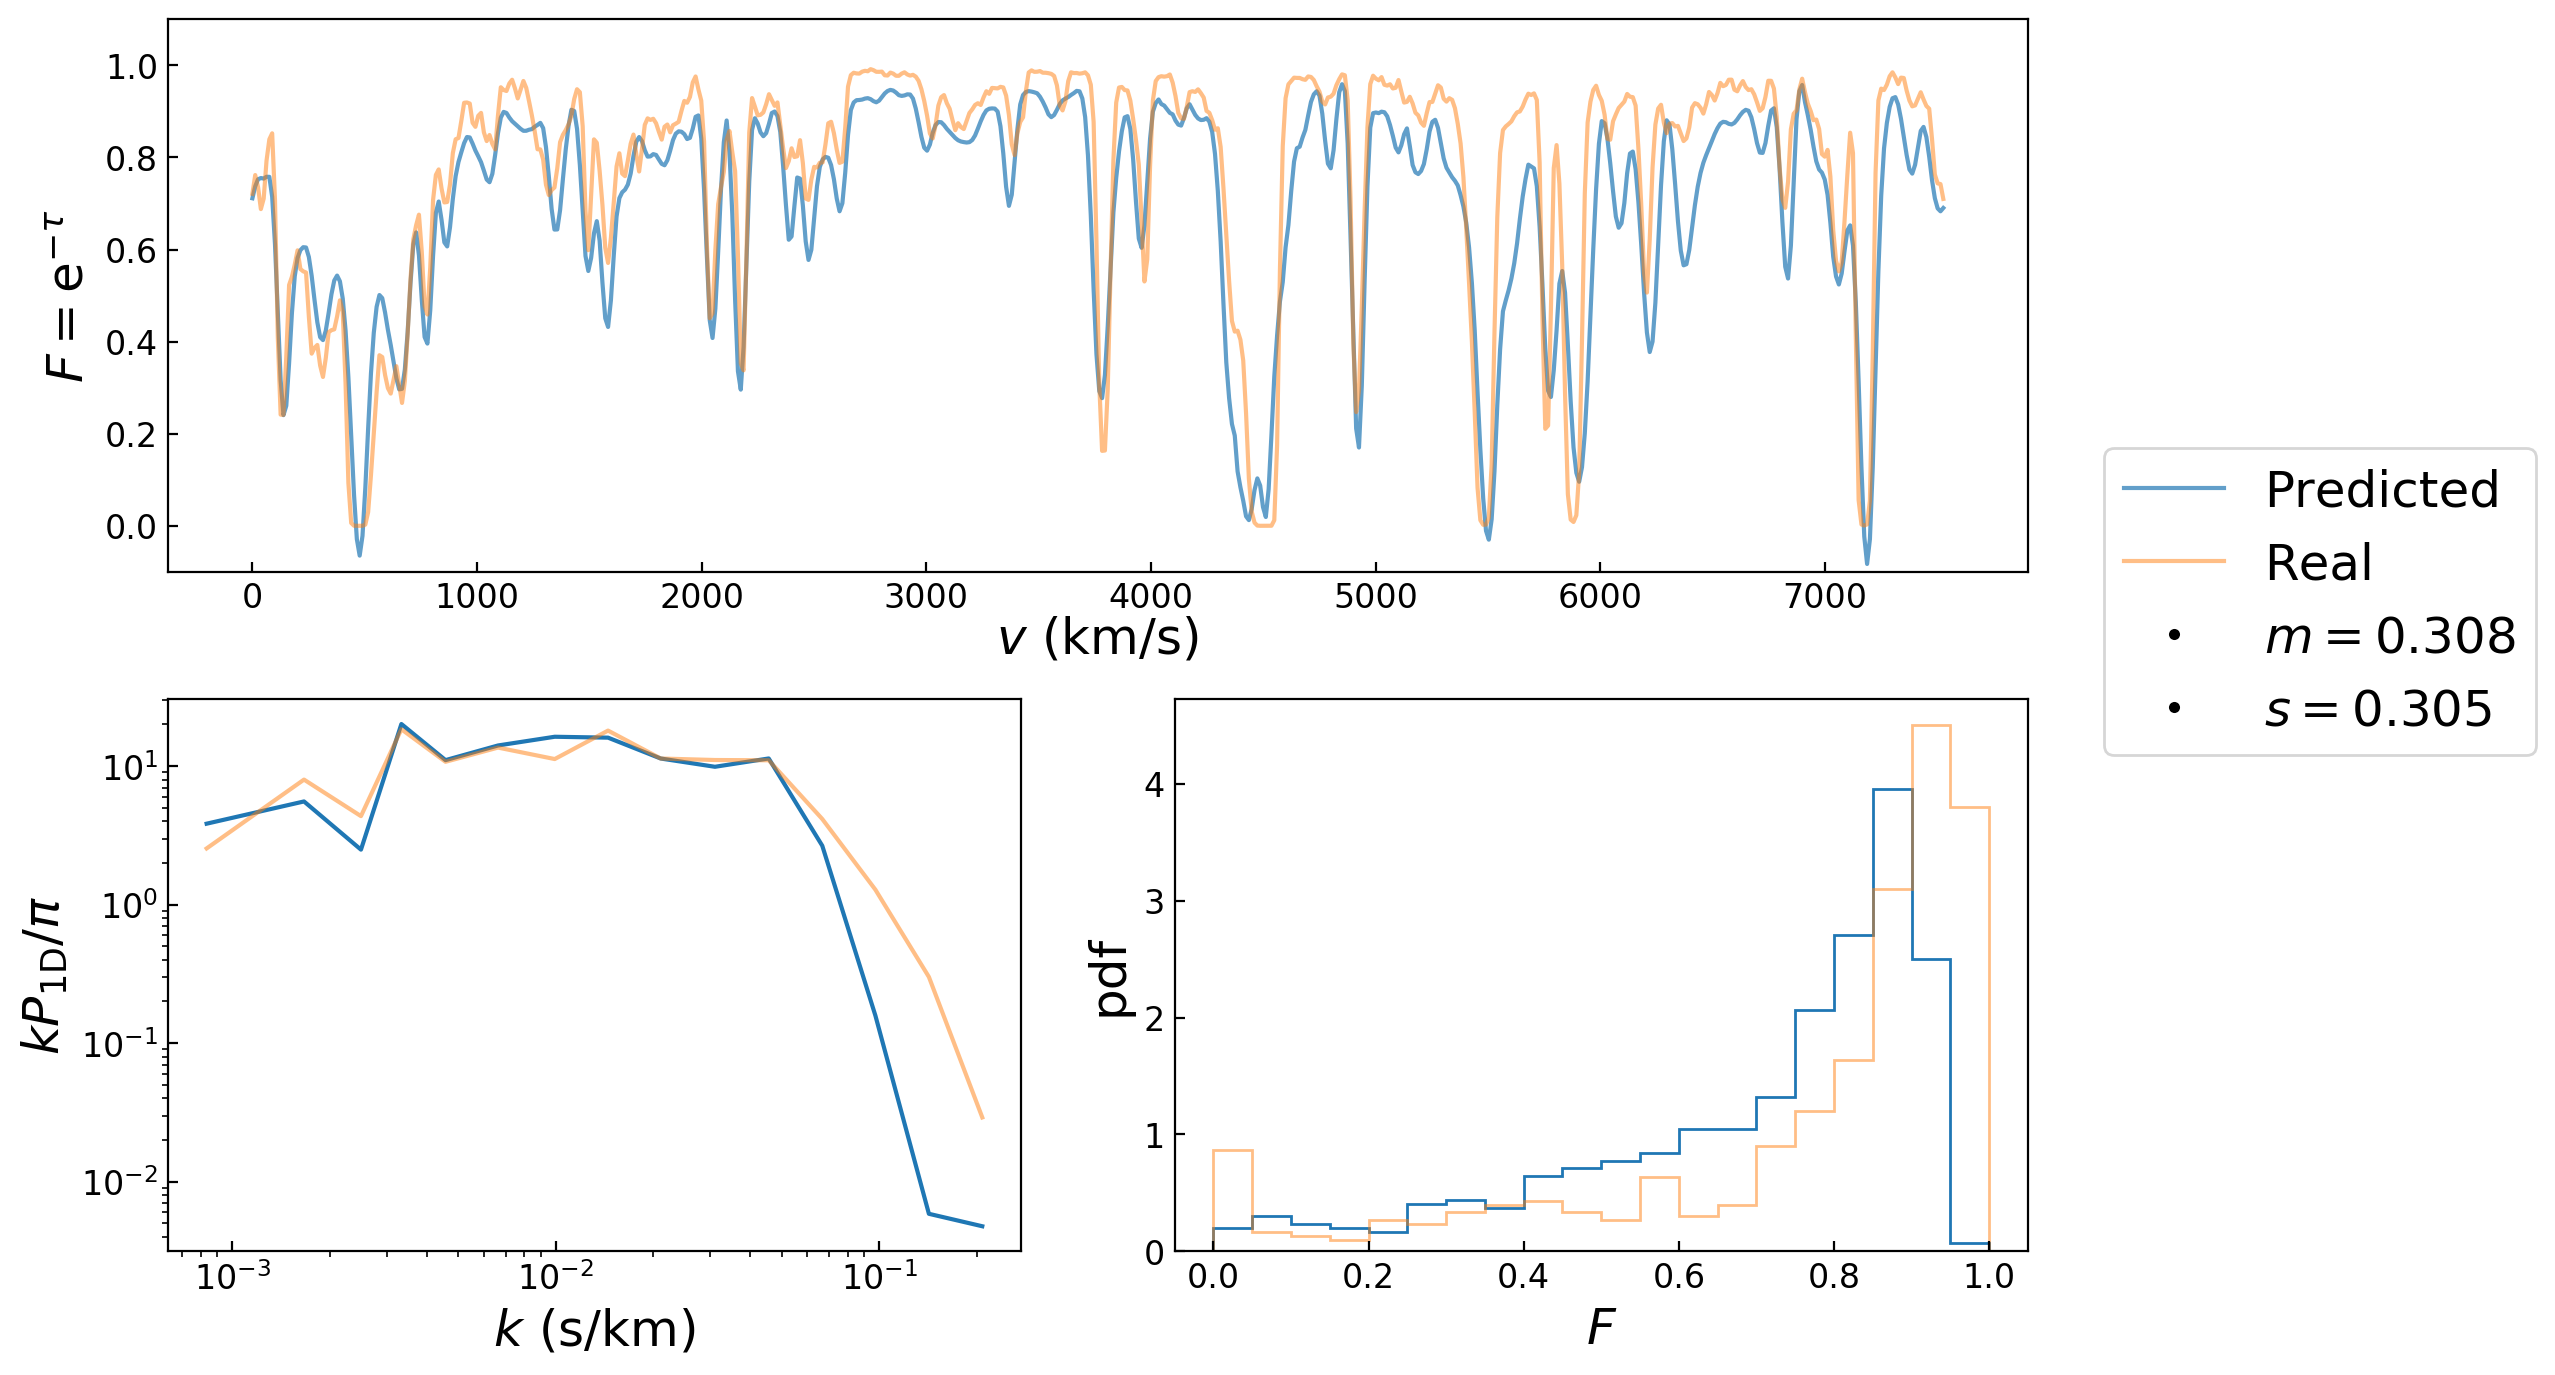 F = e^{-τ}
1.0
0.8
0.6
0.4
0.2
0.0
0 1000 2000 3000 4000 5000 6000 7000
v (km/s)
Predicted
Real
m = 0.308
s = 0.305
kP_{1D}/π
10^1
10^0
10^{-1}
10^{-2}
10^{-3} 10^{-2} 10^{-1}
k (s/km)
pdf
4
3
2
1
0
0.0 0.2 0.4 0.6 0.8 1.0
F